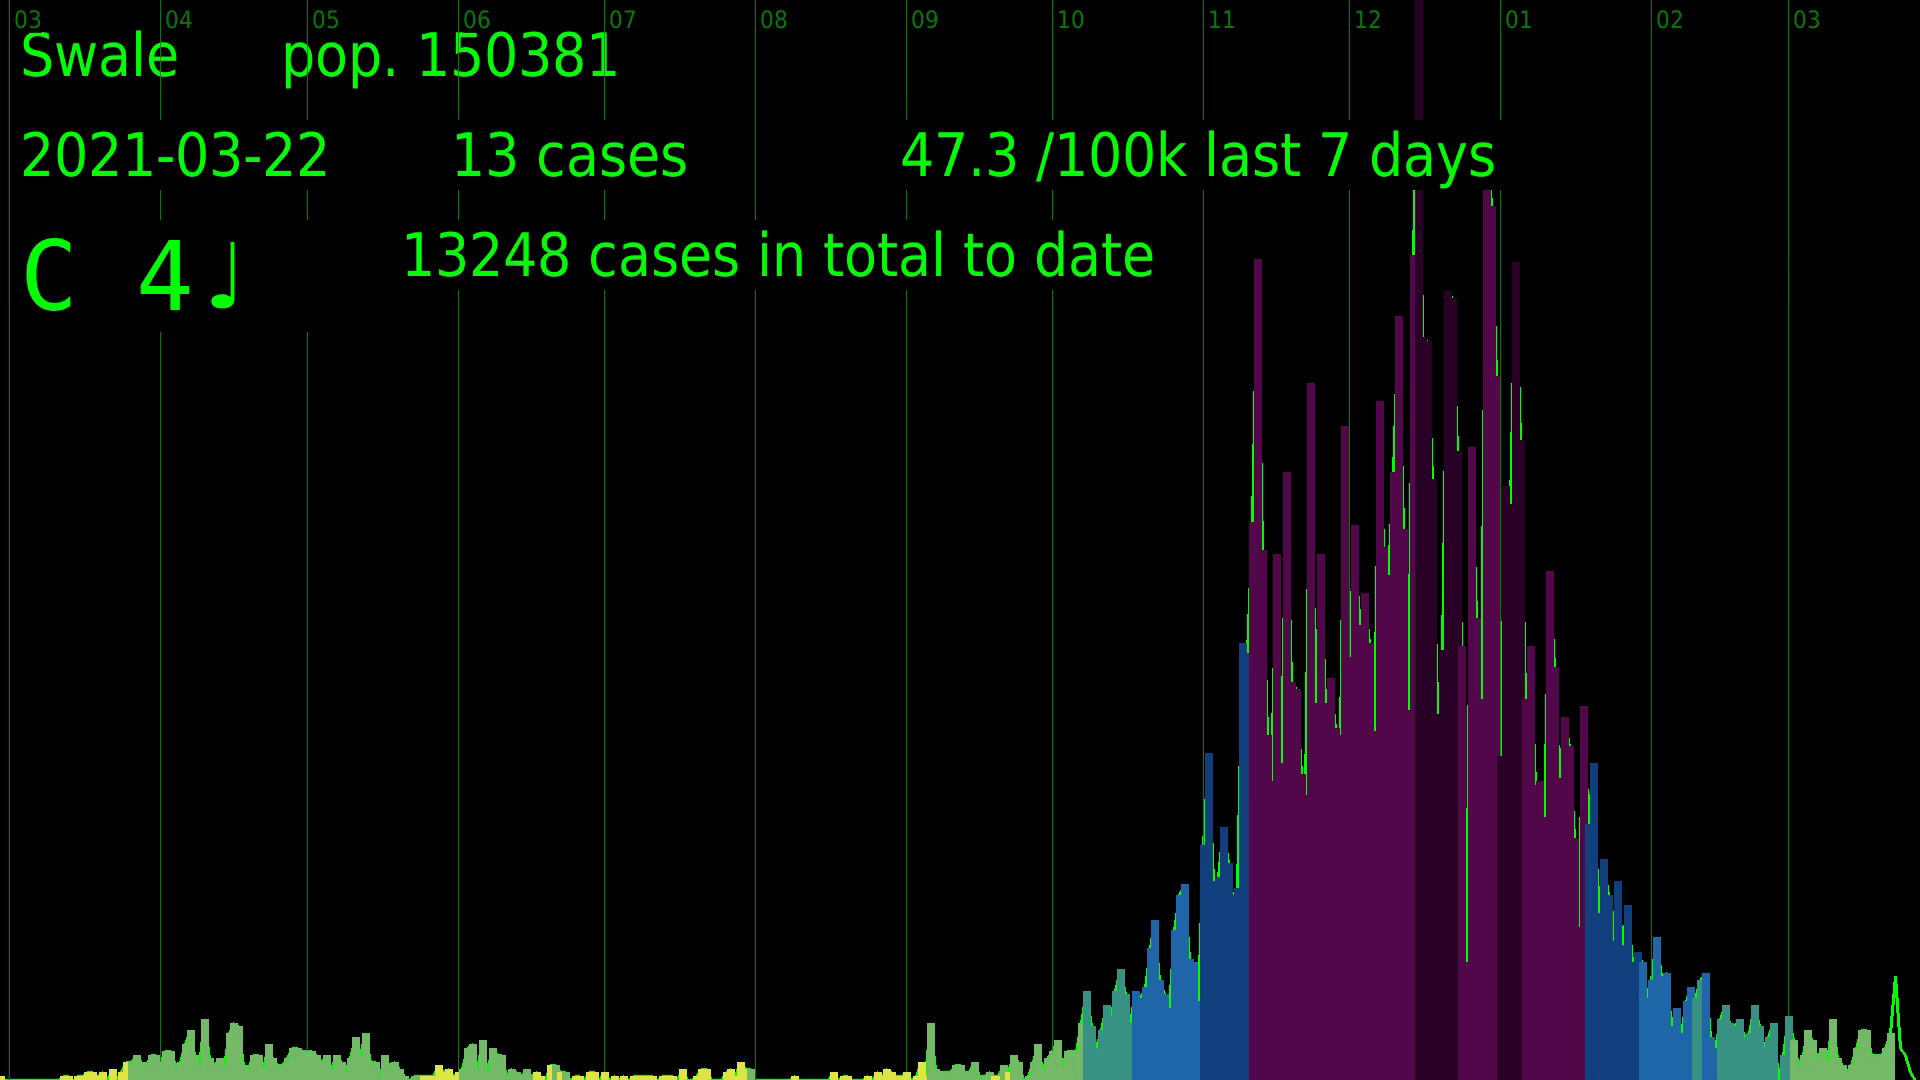 03 04 05 06 07 08 09 10 11 12 01 02 03
Swale pop. 150381
2021-03-22 13 cases 47.3 /100k last 7 days
C 4♩ 13248 cases in total to date